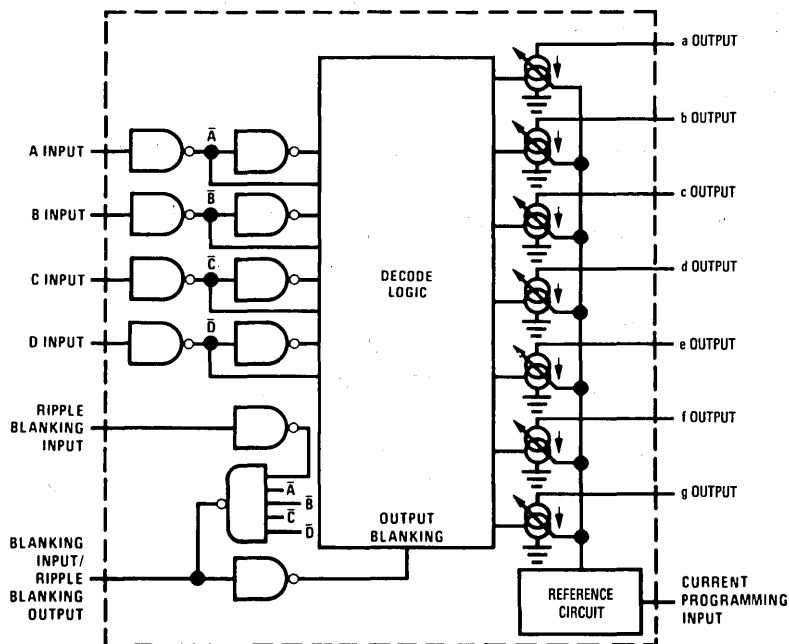 a OUTPUT
b OUTPUT
A̅
A INPUT
B̅
B INPUT
c OUTPUT
C̅
C INPUT
DECODE
LOGIC
d OUTPUT
D̅
D INPUT
e OUTPUT
RIPPLE
BLANKING
INPUT
f OUTPUT
A̅
B̅
C̅
D̅
g OUTPUT
OUTPUT
BLANKING
BLANKING
INPUT/
RIPPLE
BLANKING
OUTPUT
REFERENCE
CIRCUIT
CURRENT
PROGRAMMING
INPUT